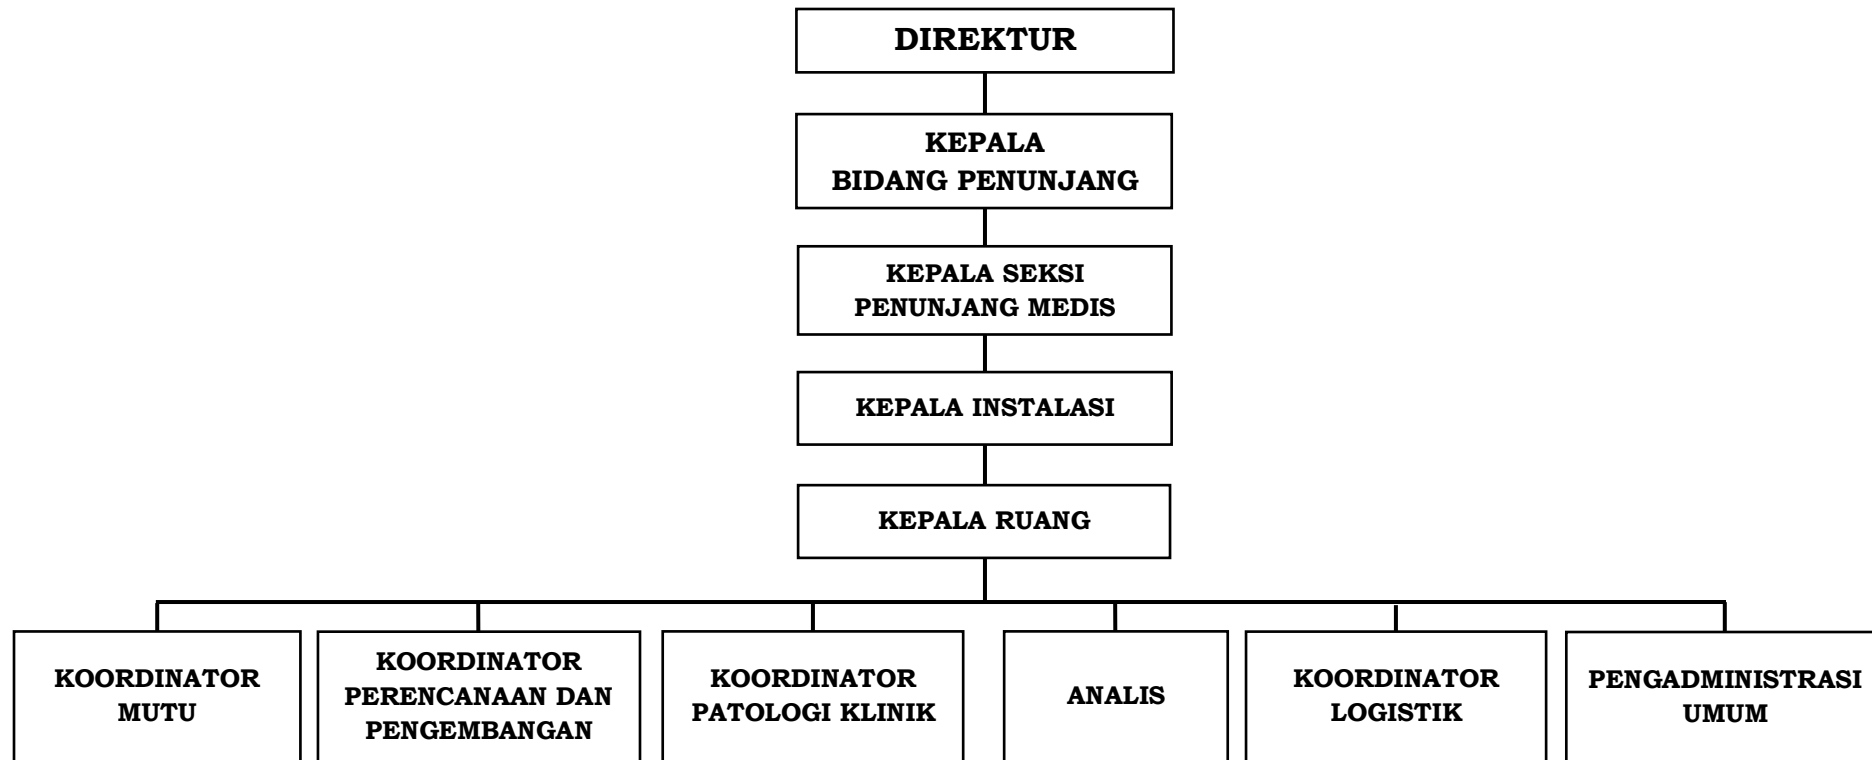 DIREKTUR
KEPALA
BIDANG PENUNJANG
KEPALA SEKSI
PENUNJANG MEDIS
KEPALA INSTALASI
KEPALA RUANG
KOORDINATOR
MUTU
KOORDINATOR
PERENCANAAN DAN
PENGEMBANGAN
KOORDINATOR
PATOLOGI KLINIK
ANALIS
KOORDINATOR
LOGISTIK
PENGADMINISTRASI
UMUM